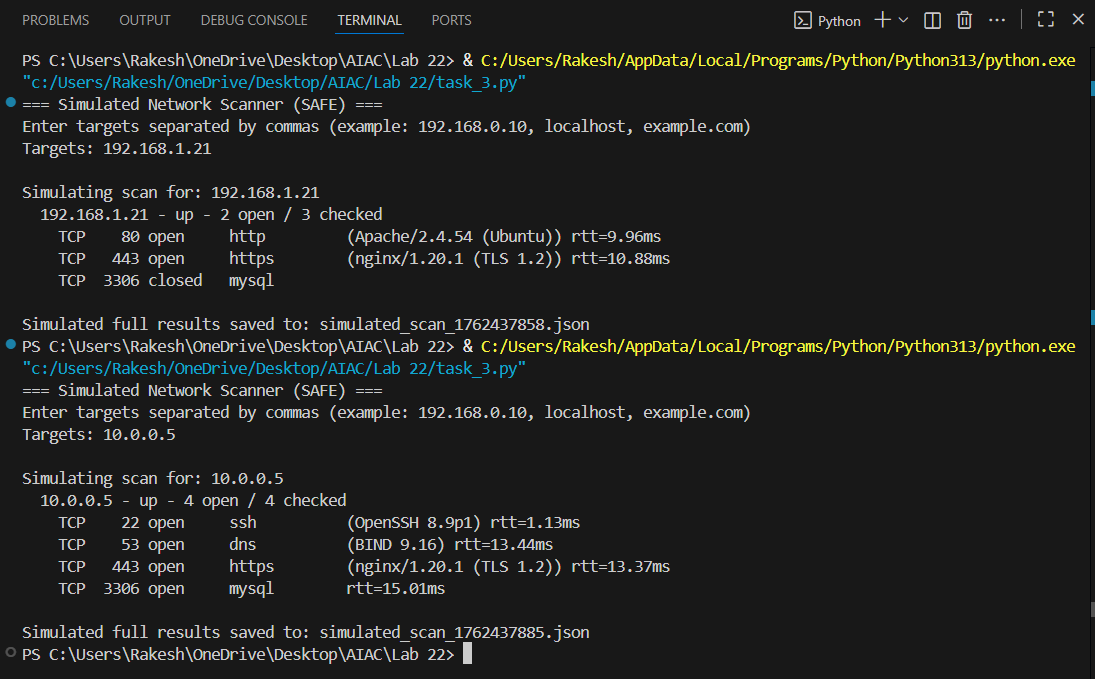 PROBLEMS OUTPUT DEBUG CONSOLE TERMINAL PORTS Python
PS C:\Users\Rakesh\OneDrive\Desktop\AIAC\Lab 22> & C:/Users/Rakesh/AppData/Local/Programs/Python/Python313/python.exe
"c:/Users/Rakesh/OneDrive/Desktop/AIAC/Lab 22/task_3.py"
=== Simulated Network Scanner (SAFE) ===
Enter targets separated by commas (example: 192.168.0.10, localhost, example.com)
Targets: 192.168.1.21
Simulating scan for: 192.168.1.21
  192.168.1.21 - up - 2 open / 3 checked
    TCP    80 open     http         (Apache/2.4.54 (Ubuntu)) rtt=9.96ms
    TCP   443 open     https        (nginx/1.20.1 (TLS 1.2)) rtt=10.88ms
    TCP  3306 closed   mysql
Simulated full results saved to: simulated_scan_1762437858.json
PS C:\Users\Rakesh\OneDrive\Desktop\AIAC\Lab 22> & C:/Users/Rakesh/AppData/Local/Programs/Python/Python313/python.exe
"c:/Users/Rakesh/OneDrive/Desktop/AIAC/Lab 22/task_3.py"
=== Simulated Network Scanner (SAFE) ===
Enter targets separated by commas (example: 192.168.0.10, localhost, example.com)
Targets: 10.0.0.5
Simulating scan for: 10.0.0.5
  10.0.0.5 - up - 4 open / 4 checked
    TCP    22 open     ssh          (OpenSSH 8.9p1) rtt=1.13ms
    TCP    53 open     dns          (BIND 9.16) rtt=13.44ms
    TCP   443 open     https        (nginx/1.20.1 (TLS 1.2)) rtt=13.37ms
    TCP  3306 open     mysql        rtt=15.01ms
Simulated full results saved to: simulated_scan_1762437885.json
PS C:\Users\Rakesh\OneDrive\Desktop\AIAC\Lab 22>